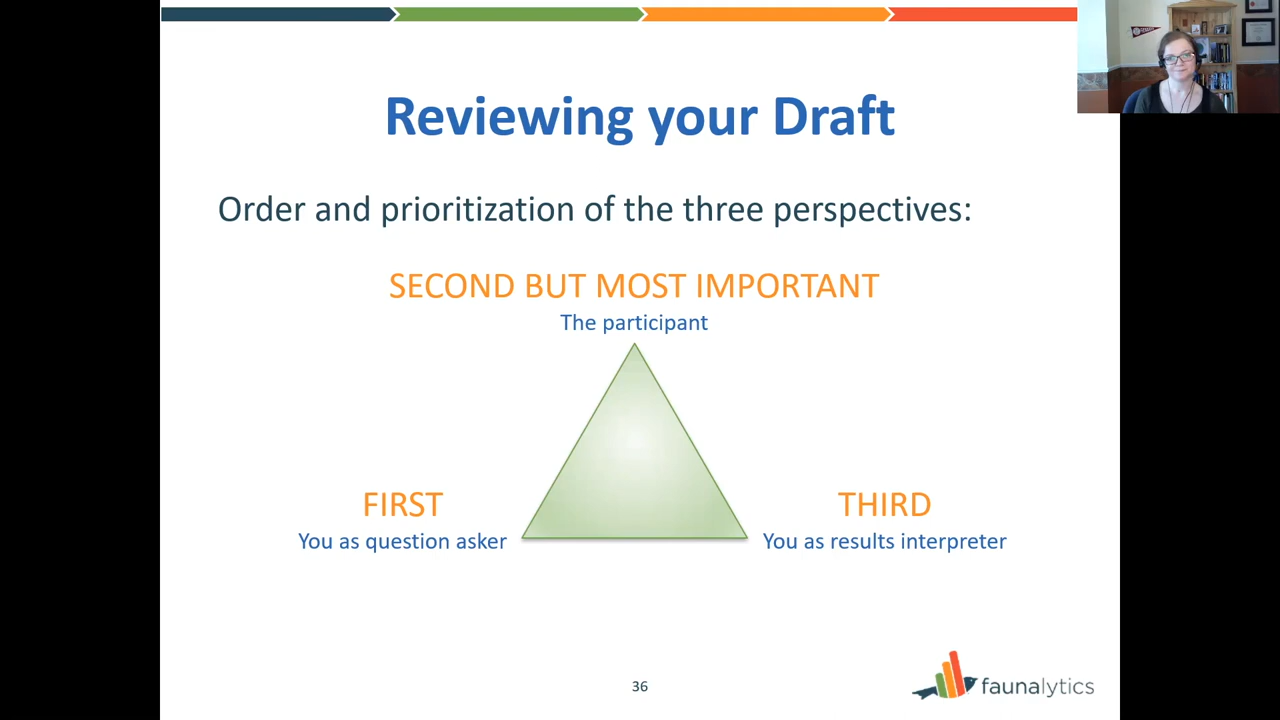 Reviewing your Draft
Order and prioritization of the three perspectives:
SECOND BUT MOST IMPORTANT
The participant
FIRST
You as question asker
THIRD
You as results interpreter
36
faunalytics